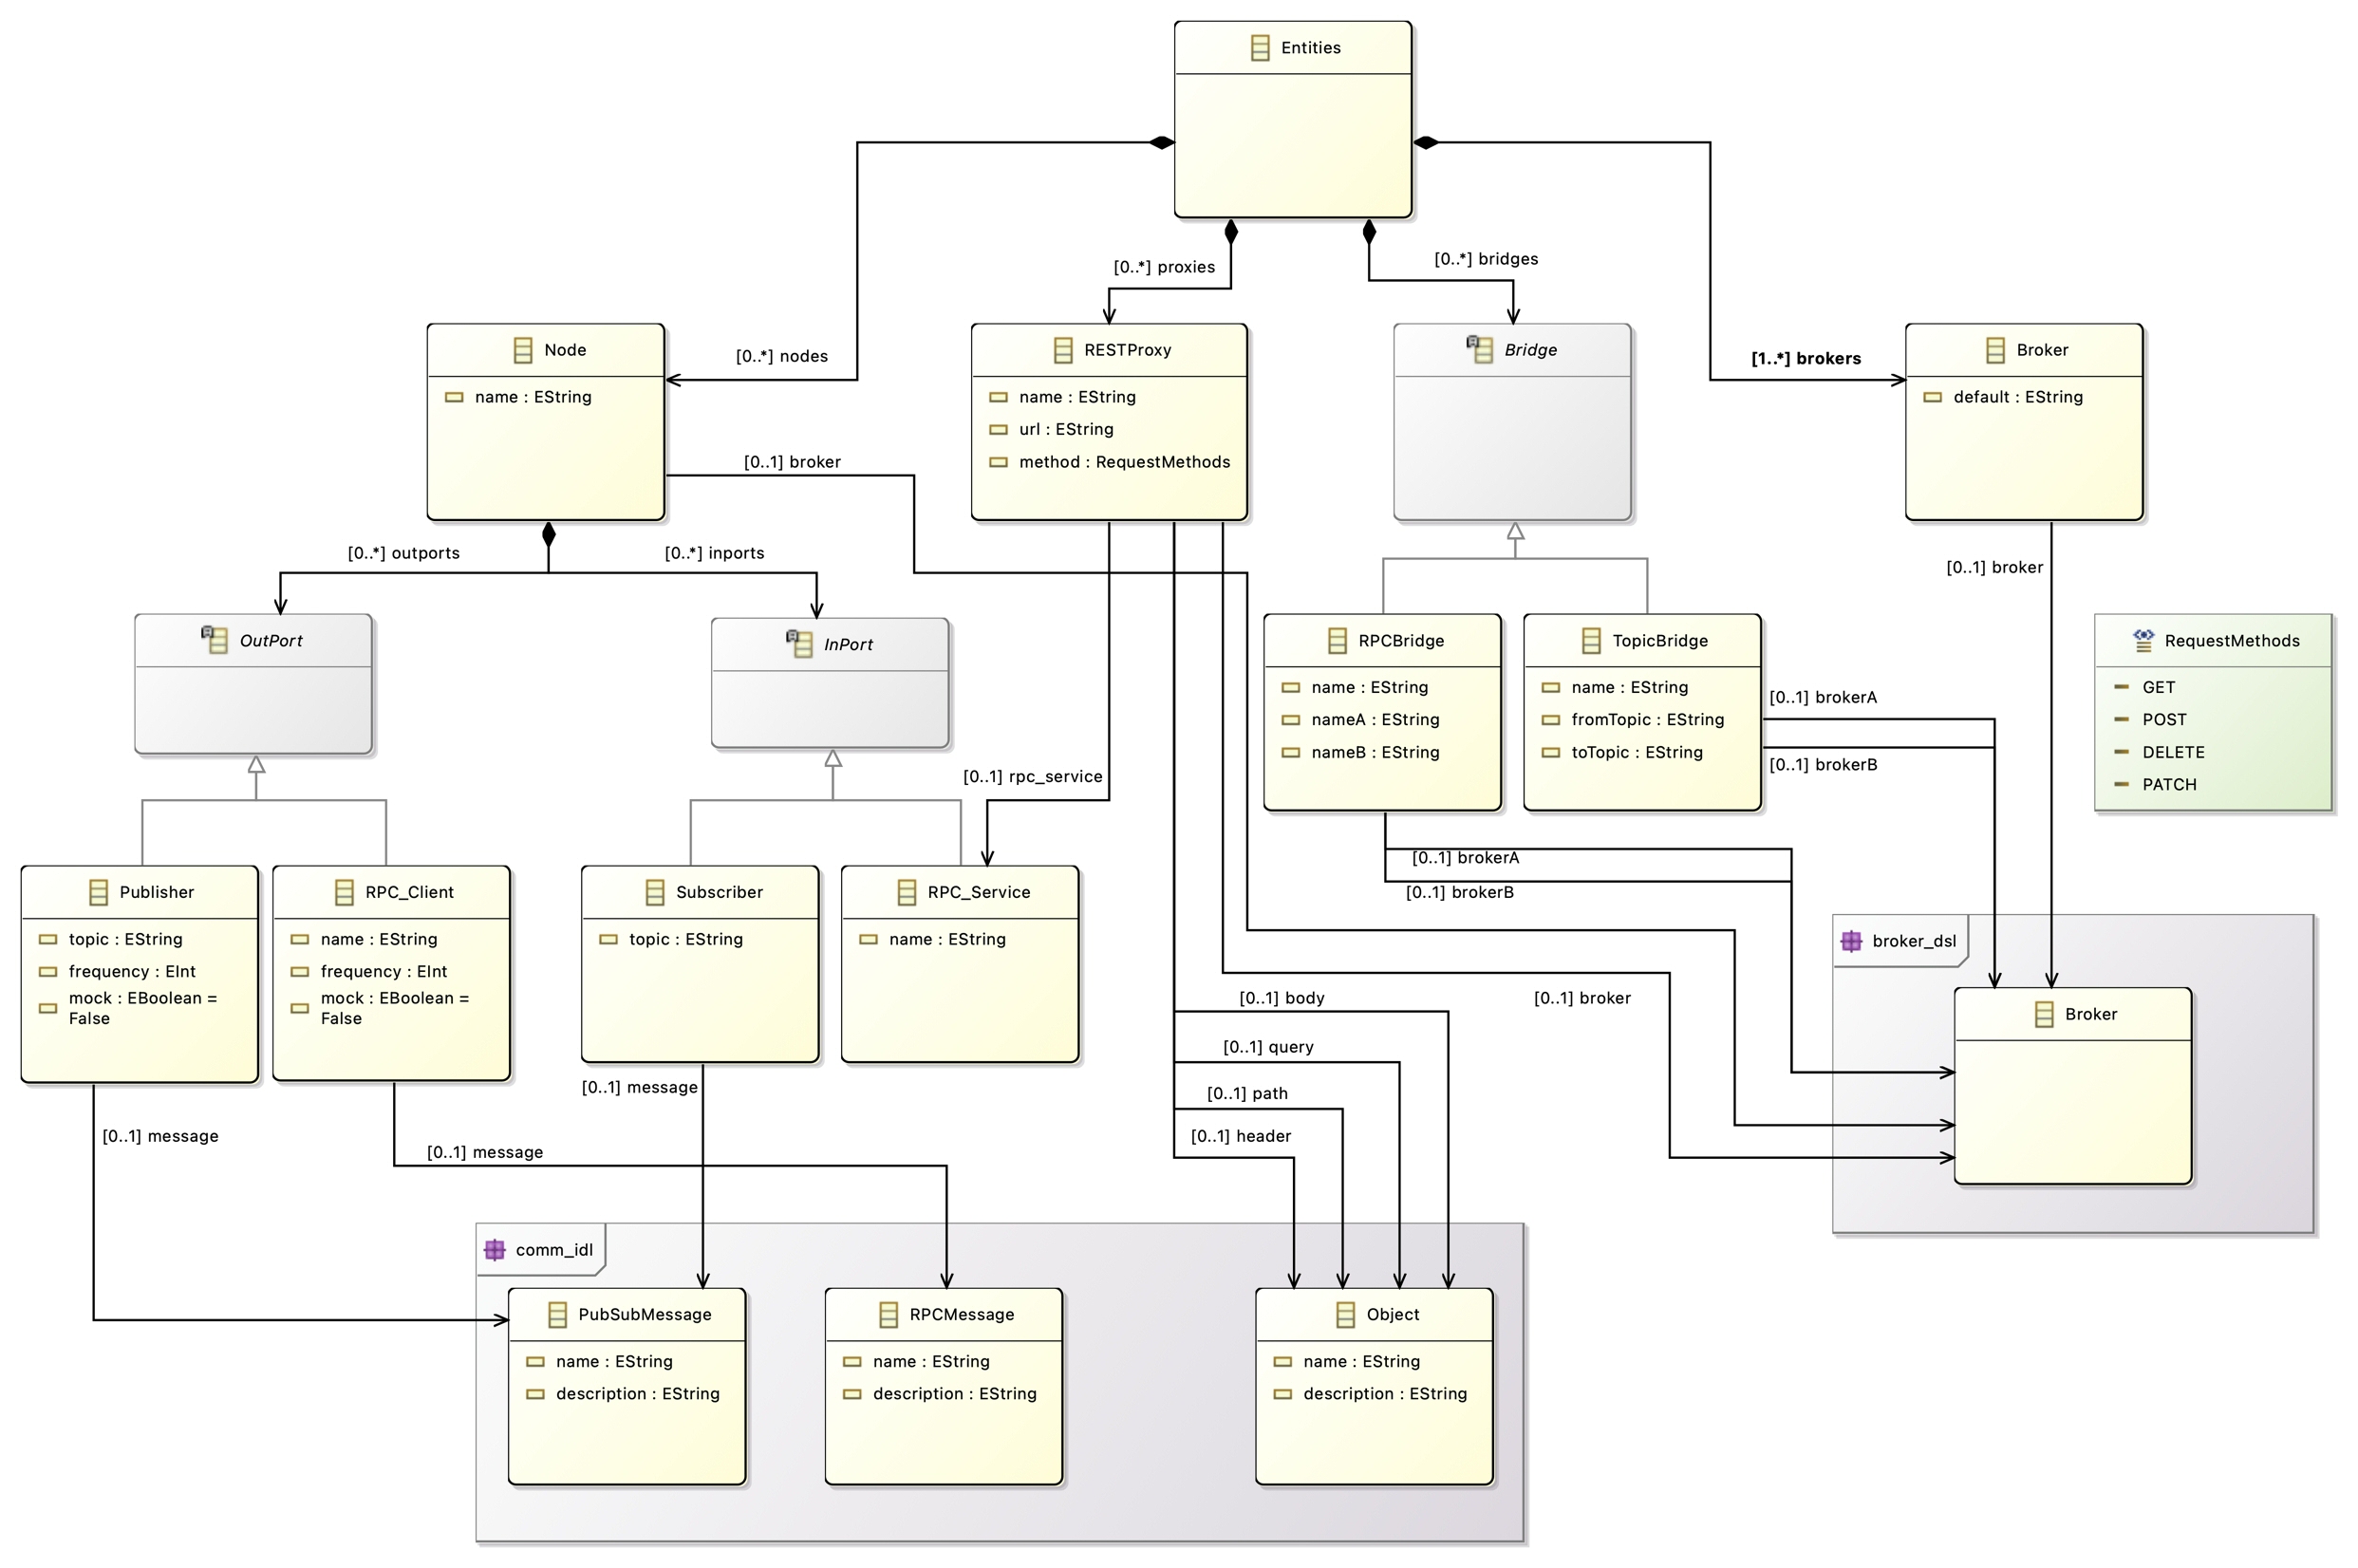 Entities
[0..*] proxies
[0..*] bridges
[0..*] nodes
[1..*] brokers
Node
name : EString
RESTProxy
name : EString
url : EString
method : RequestMethods
Bridge
Broker
default : EString
[0..1] broker
[0..*] outports
[0..*] inports
[0..1] broker
OutPort
InPort
RPCBridge
name : EString
nameA : EString
nameB : EString
TopicBridge
name : EString
fromTopic : EString
toTopic : EString
[0..1] brokerA
[0..1] brokerB
RequestMethods
GET
POST
DELETE
PATCH
[0..1] rpc_service
[0..1] brokerA
[0..1] brokerB
Publisher
topic : EString
frequency : EInt
mock : EBoolean =
False
RPC_Client
name : EString
frequency : EInt
mock : EBoolean =
False
Subscriber
topic : EString
RPC_Service
name : EString
broker_dsl
Broker
[0..1] body
[0..1] broker
[0..1] query
[0..1] path
[0..1] header
[0..1] message
[0..1] message
[0..1] message
comm_idl
PubSubMessage
name : EString
description : EString
RPCMessage
name : EString
description : EString
Object
name : EString
description : EString